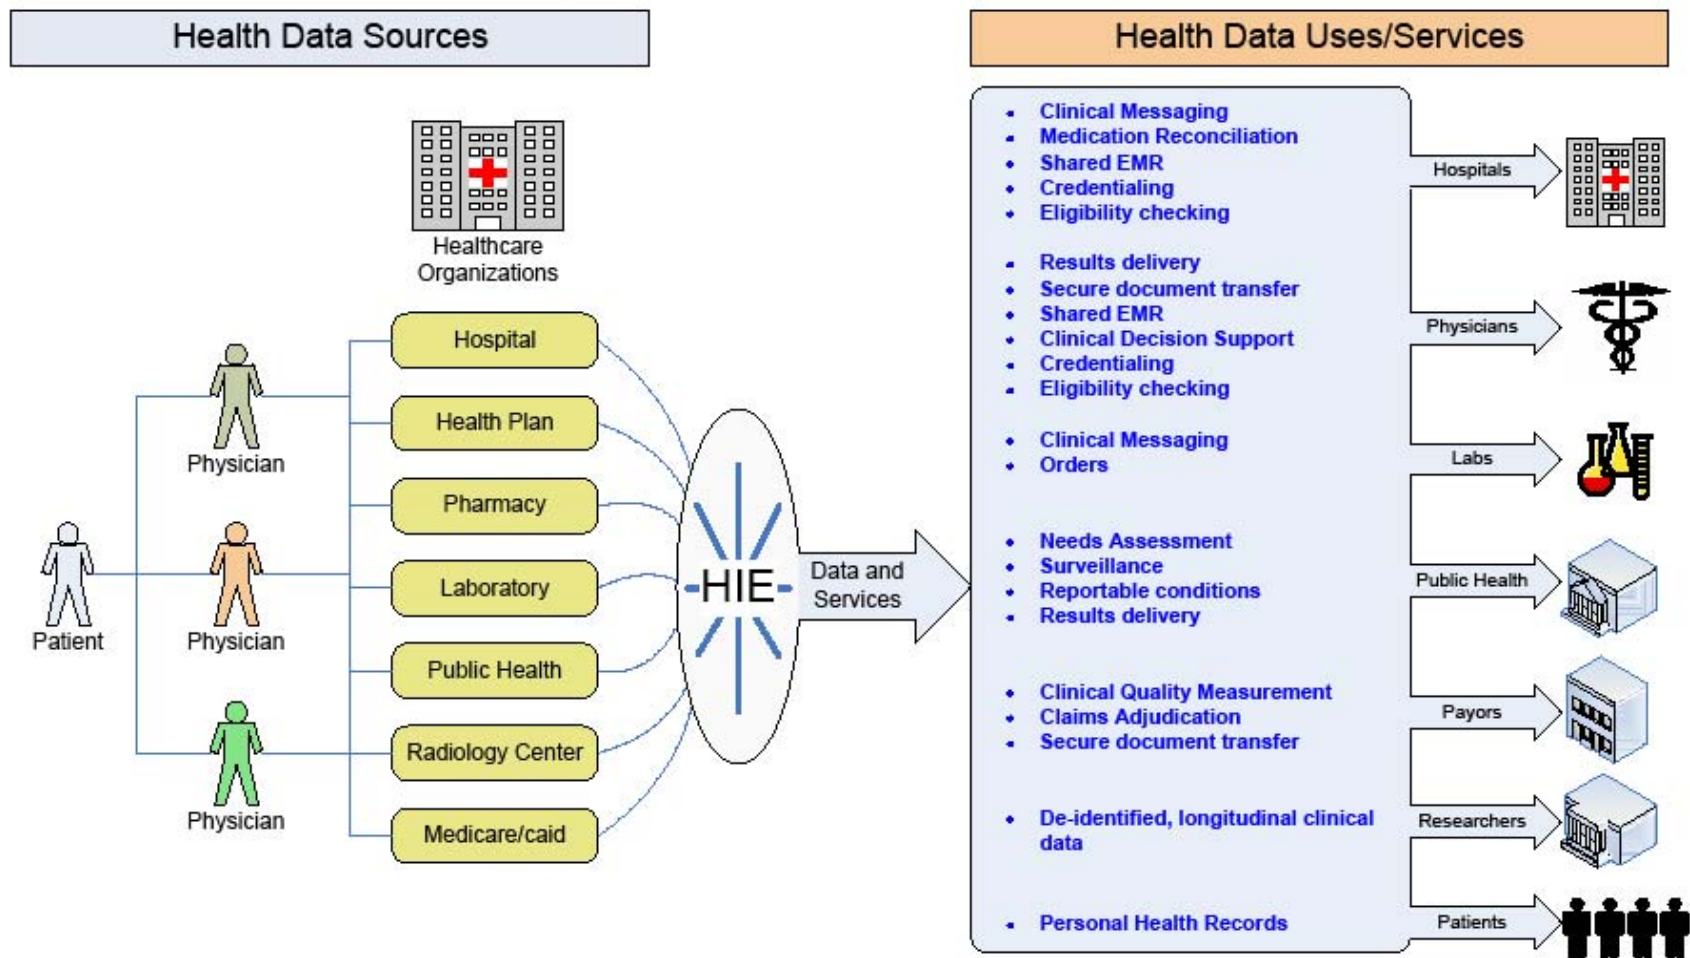 Health Data Sources
Healthcare
Organizations
Patient
Physician
Physician
Physician
Hospital
Health Plan
Pharmacy
Laboratory
Public Health
Radiology Center
Medicare/caid
HIE
Data and
Services
Health Data Uses/Services
Clinical Messaging
Medication Reconciliation
Shared EMR
Credentialing
Eligibility checking
Hospitals
Results delivery
Secure document transfer
Shared EMR
Clinical Decision Support
Credentialing
Eligibility checking
Physicians
Clinical Messaging
Orders
Labs
Needs Assessment
Surveillance
Reportable conditions
Results delivery
Public Health
Clinical Quality Measurement
Claims Adjudication
Secure document transfer
Payors
De-identified, longitudinal clinical
data
Researchers
Personal Health Records
Patients